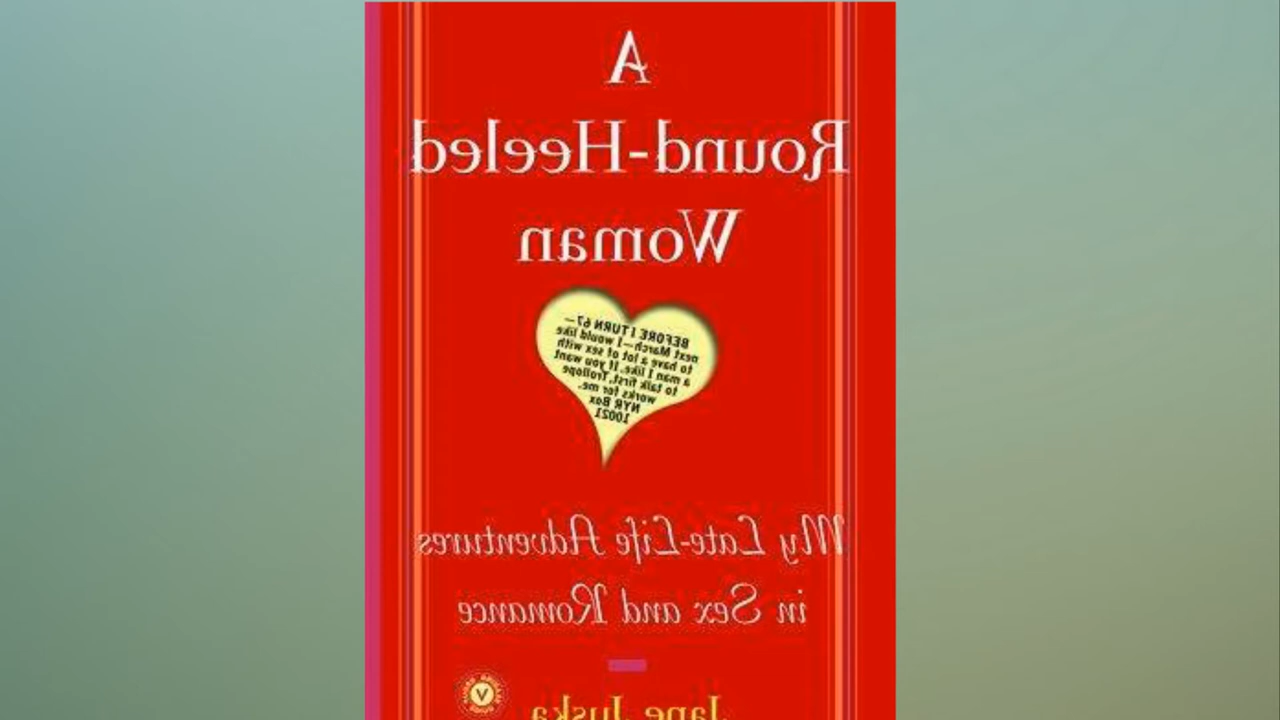 A
Round-Heeled
Woman
BEFORE I TURN 67—
next March—I would like
to have a lot of sex with
a man I like. If you want
to talk first, Trollope
works for me.
NYR Box
10021
My Late-Life Adventures
in Sex and Romance
V
Jane Juska